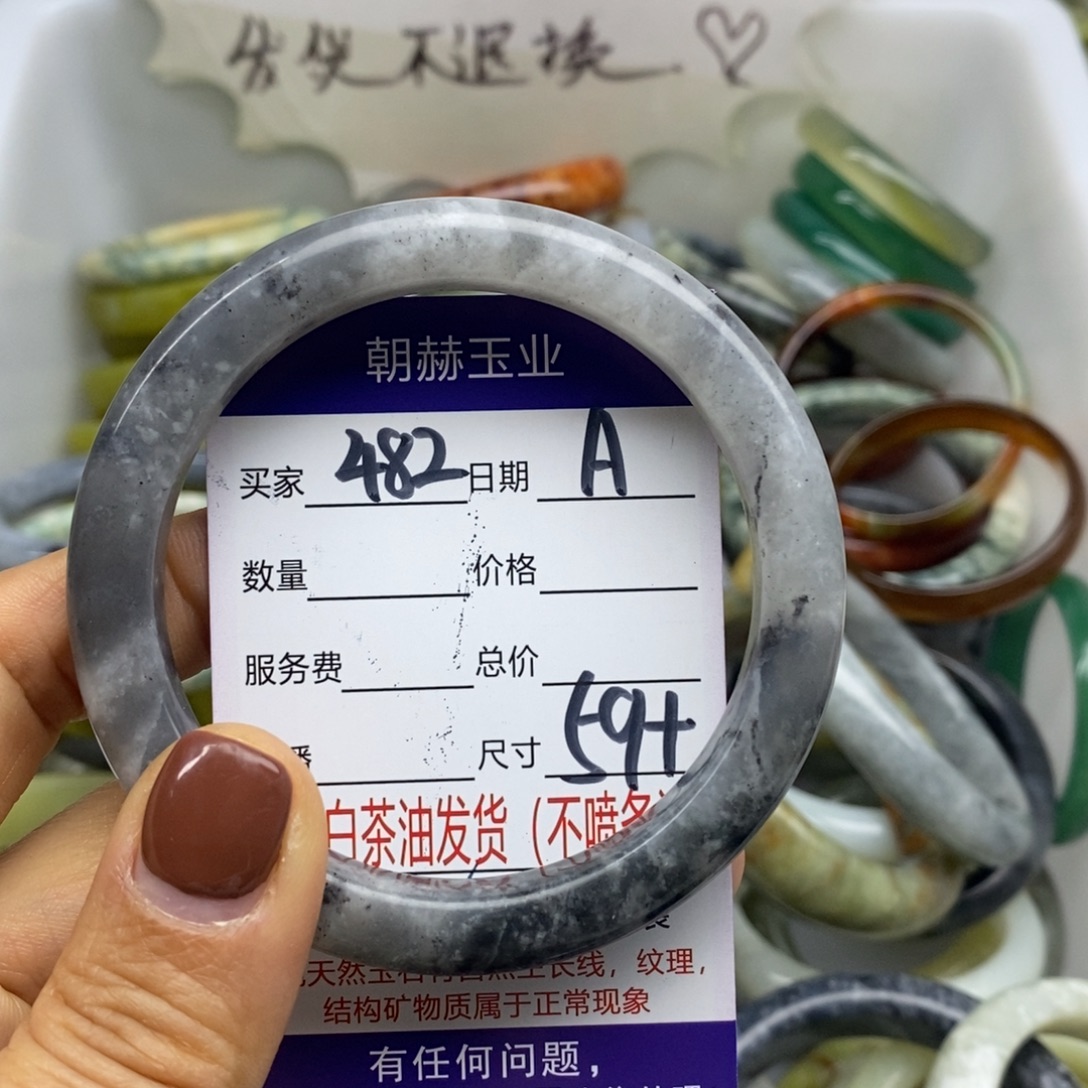 不退换
朝赫玉业
买家 482 日期 A
数量 价格
服务费 总价
尺寸 59+
白茶油发货（不喷
天然玉石有自然生长线，纹理，
结构矿物质属于正常现象
有任何问题，